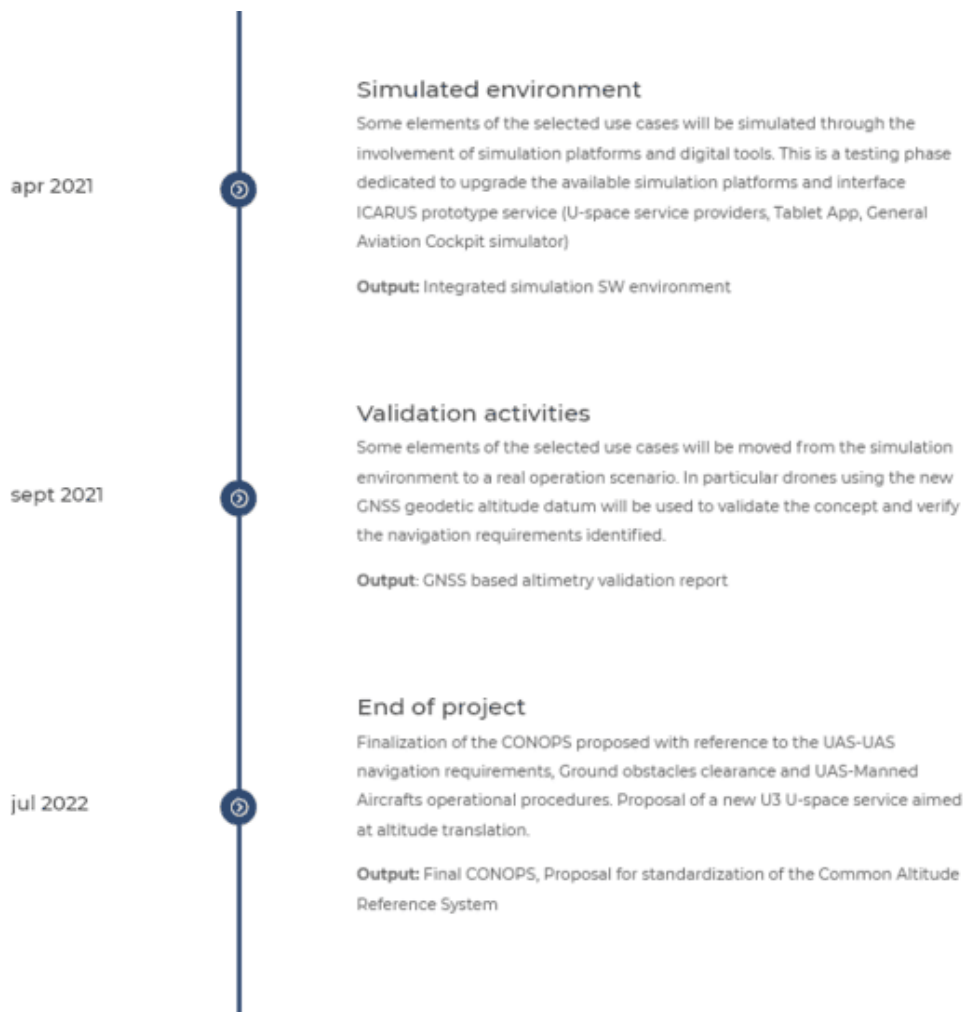 Simulated environment
Some elements of the selected use cases will be simulated through the
involvement of simulation platforms and digital tools. This is a testing phase
apr 2021
dedicated to upgrade the available simulation platforms and interface
ICARUS prototype service (U-space service providers, Tablet App, General
Aviation Cockpit simulator)
Output: Integrated simulation SW environment
Validation activities
Some elements of the selected use cases will be moved from the simulation
environment to a real operation scenario. In particular drones using the new
sept 2021
GNSS geodetic altitude datum will be used to validate the concept and verify
the navigation requirements identified.
Output: GNSS based altimetry validation report
End of project
Finalization of the CONOPS proposed with reference to the UAS-UAS
navigation requirements, Ground obstacles clearance and UAS-Manned
jul 2022
Aircrafts operational procedures. Proposal of a new U3 U-space service aimed
at altitude translation.
Output: Final CONOPS, Proposal for standardization of the Common Altitude
Reference System